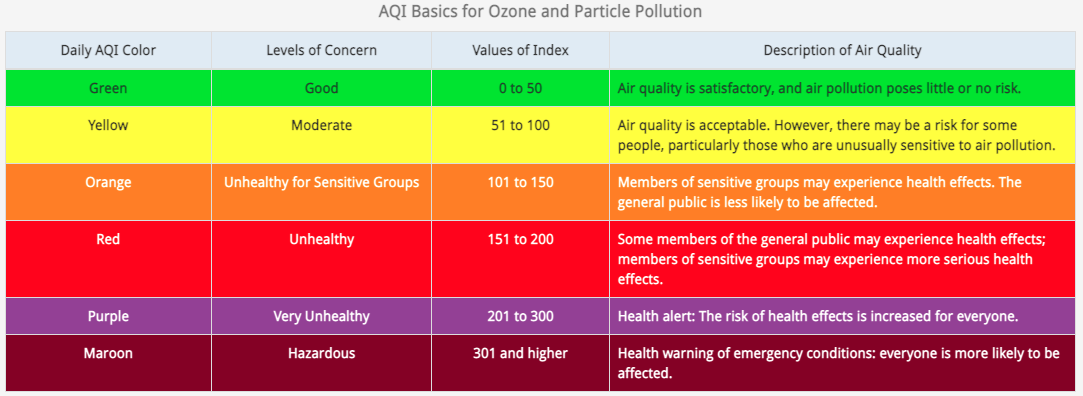 AQI Basics for Ozone and Particle Pollution
Daily AQI Color Levels of Concern Values of Index Description of Air Quality
Green Good 0 to 50 Air quality is satisfactory, and air pollution poses little or no risk.
Yellow Moderate 51 to 100 Air quality is acceptable. However, there may be a risk for some
people, particularly those who are unusually sensitive to air pollution.
Orange Unhealthy for Sensitive Groups 101 to 150 Members of sensitive groups may experience health effects. The
general public is less likely to be affected.
Red Unhealthy 151 to 200 Some members of the general public may experience health effects;
members of sensitive groups may experience more serious health
effects.
Purple Very Unhealthy 201 to 300 Health alert: The risk of health effects is increased for everyone.
Maroon Hazardous 301 and higher Health warning of emergency conditions: everyone is more likely to be
affected.